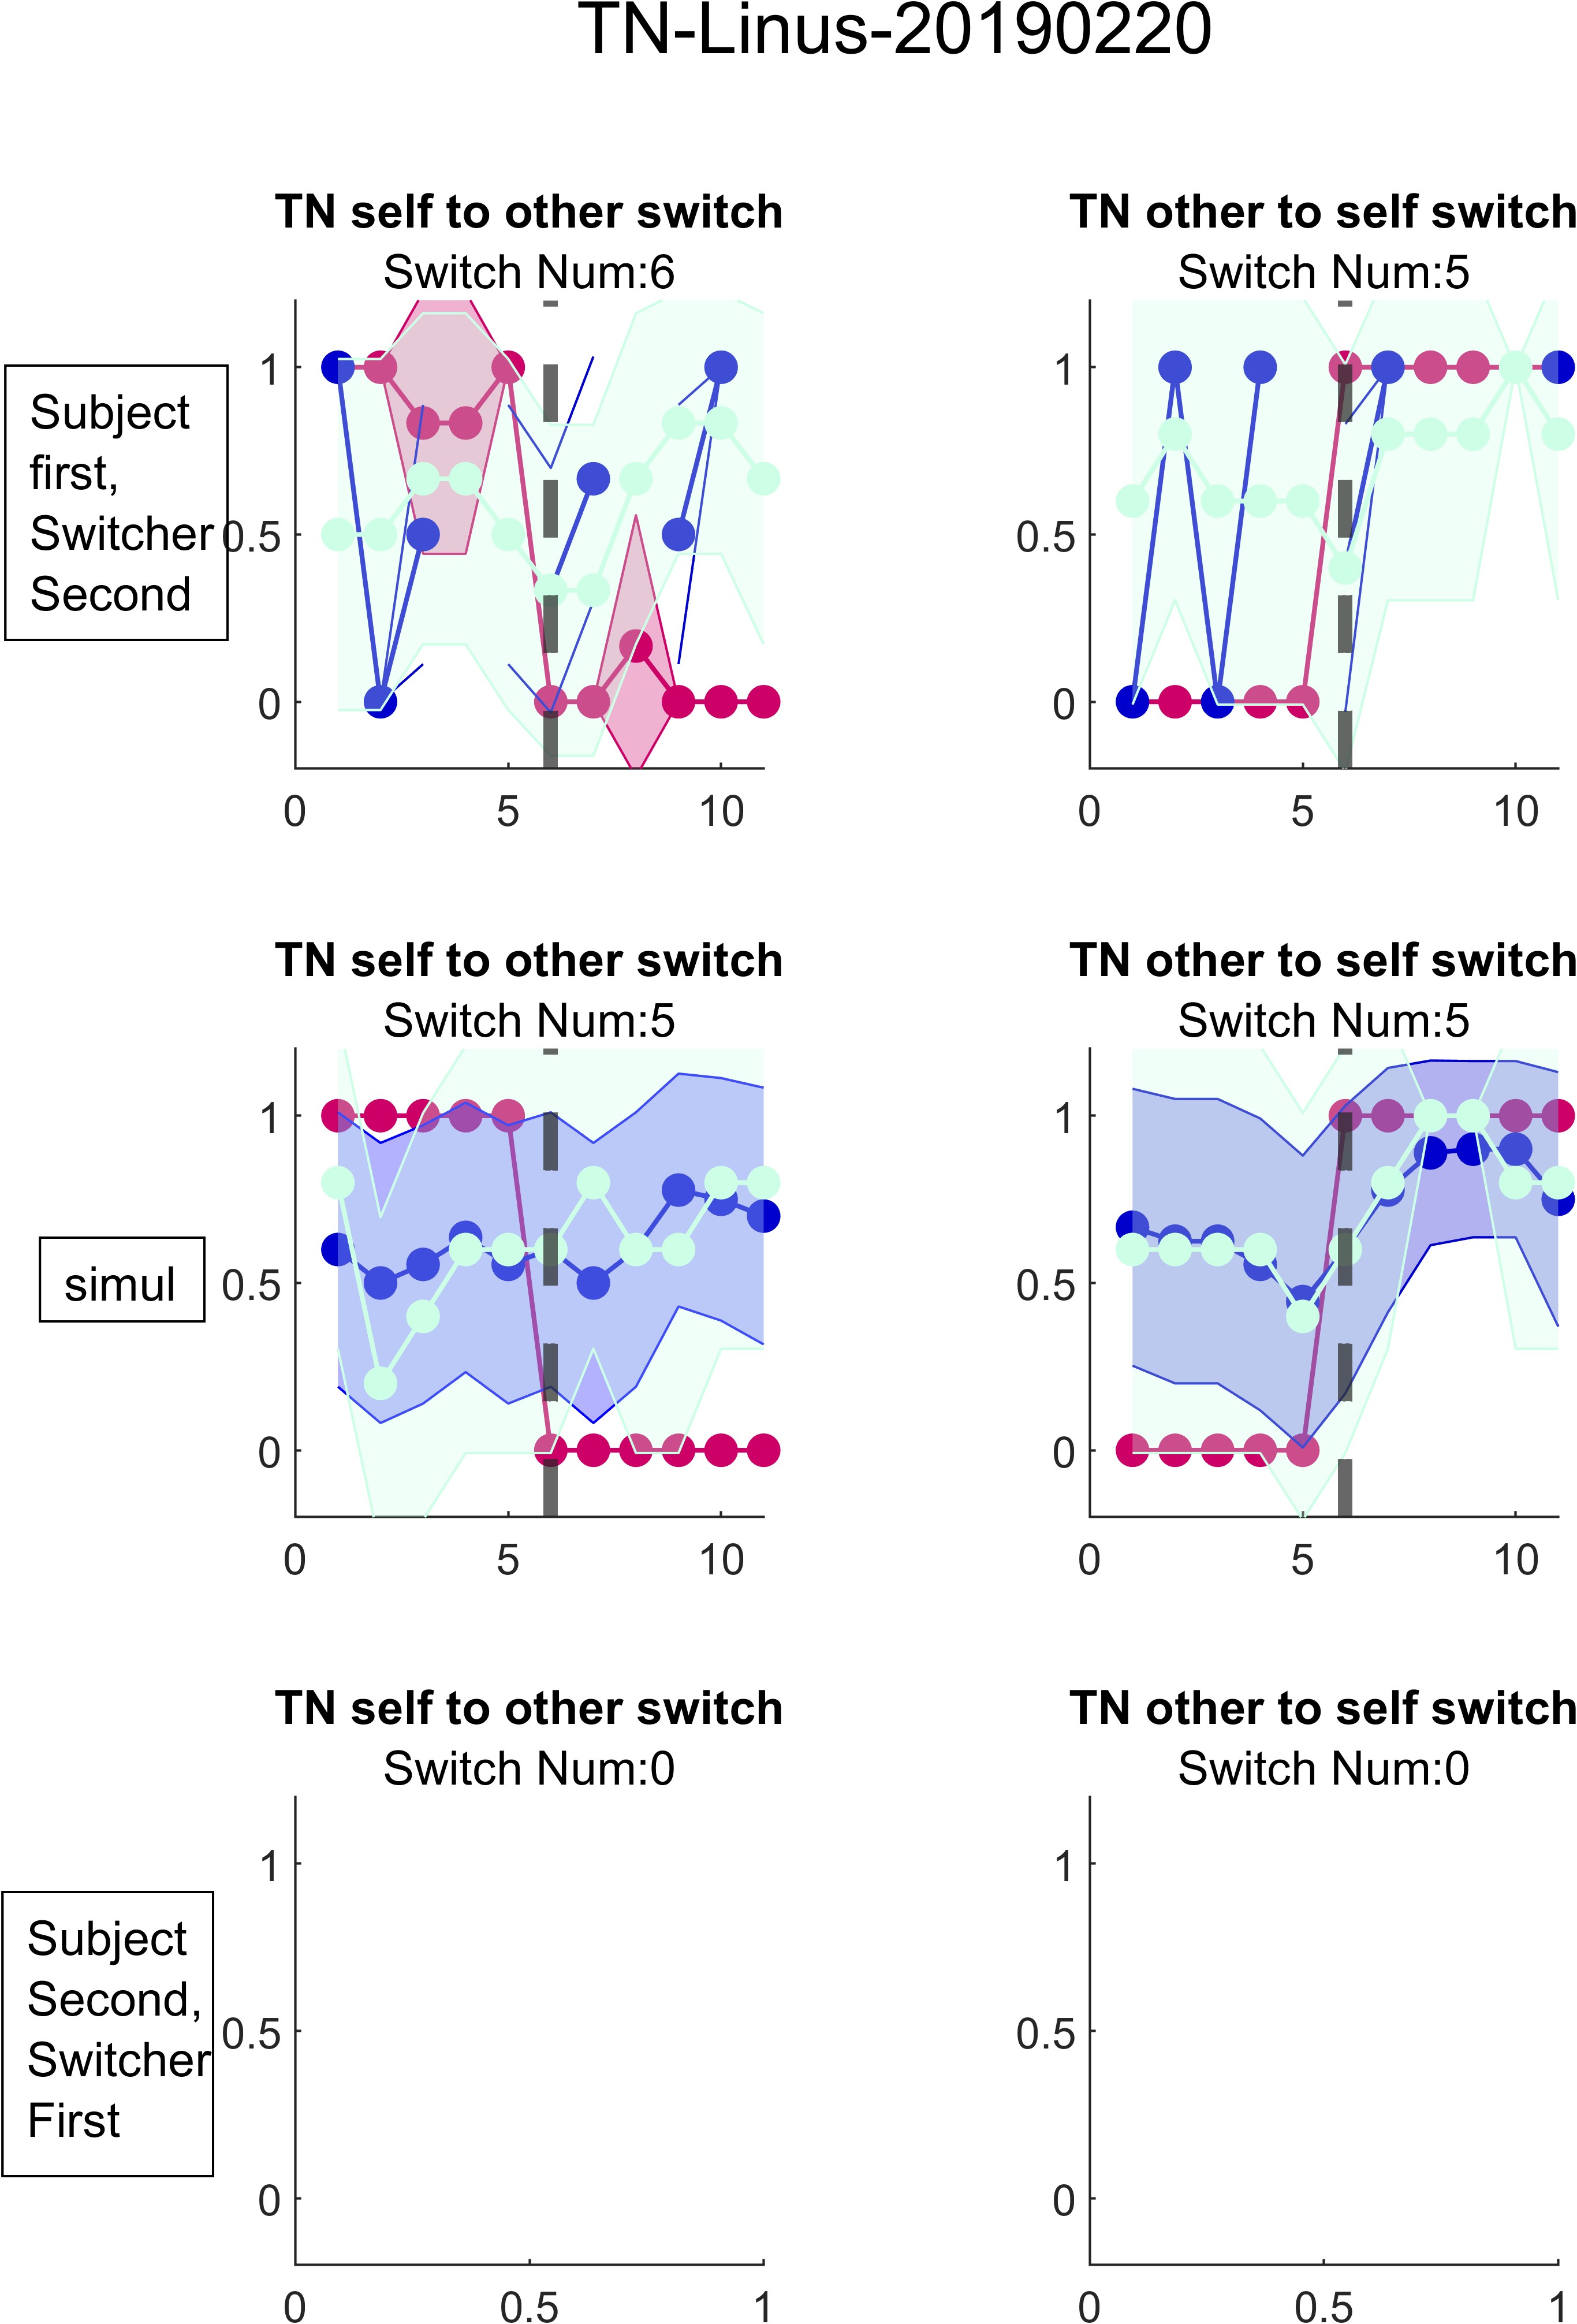 TN-Linus-20190220
TN self to other switch
Switch Num:6
TN other to self switch
Switch Num:5
Subject
first,
Switcher
Second
1
0.5
0
0
5
10
1
0.5
0
0
5
10
TN self to other switch
Switch Num:5
TN other to self switch
Switch Num:5
simul
1
0.5
0
0
5
10
1
0.5
0
0
5
10
TN self to other switch
Switch Num:0
TN other to self switch
Switch Num:0
Subject
Second,
Switcher
First
1
0.5
0
0
0.5
1
1
0.5
0
0
0.5
1